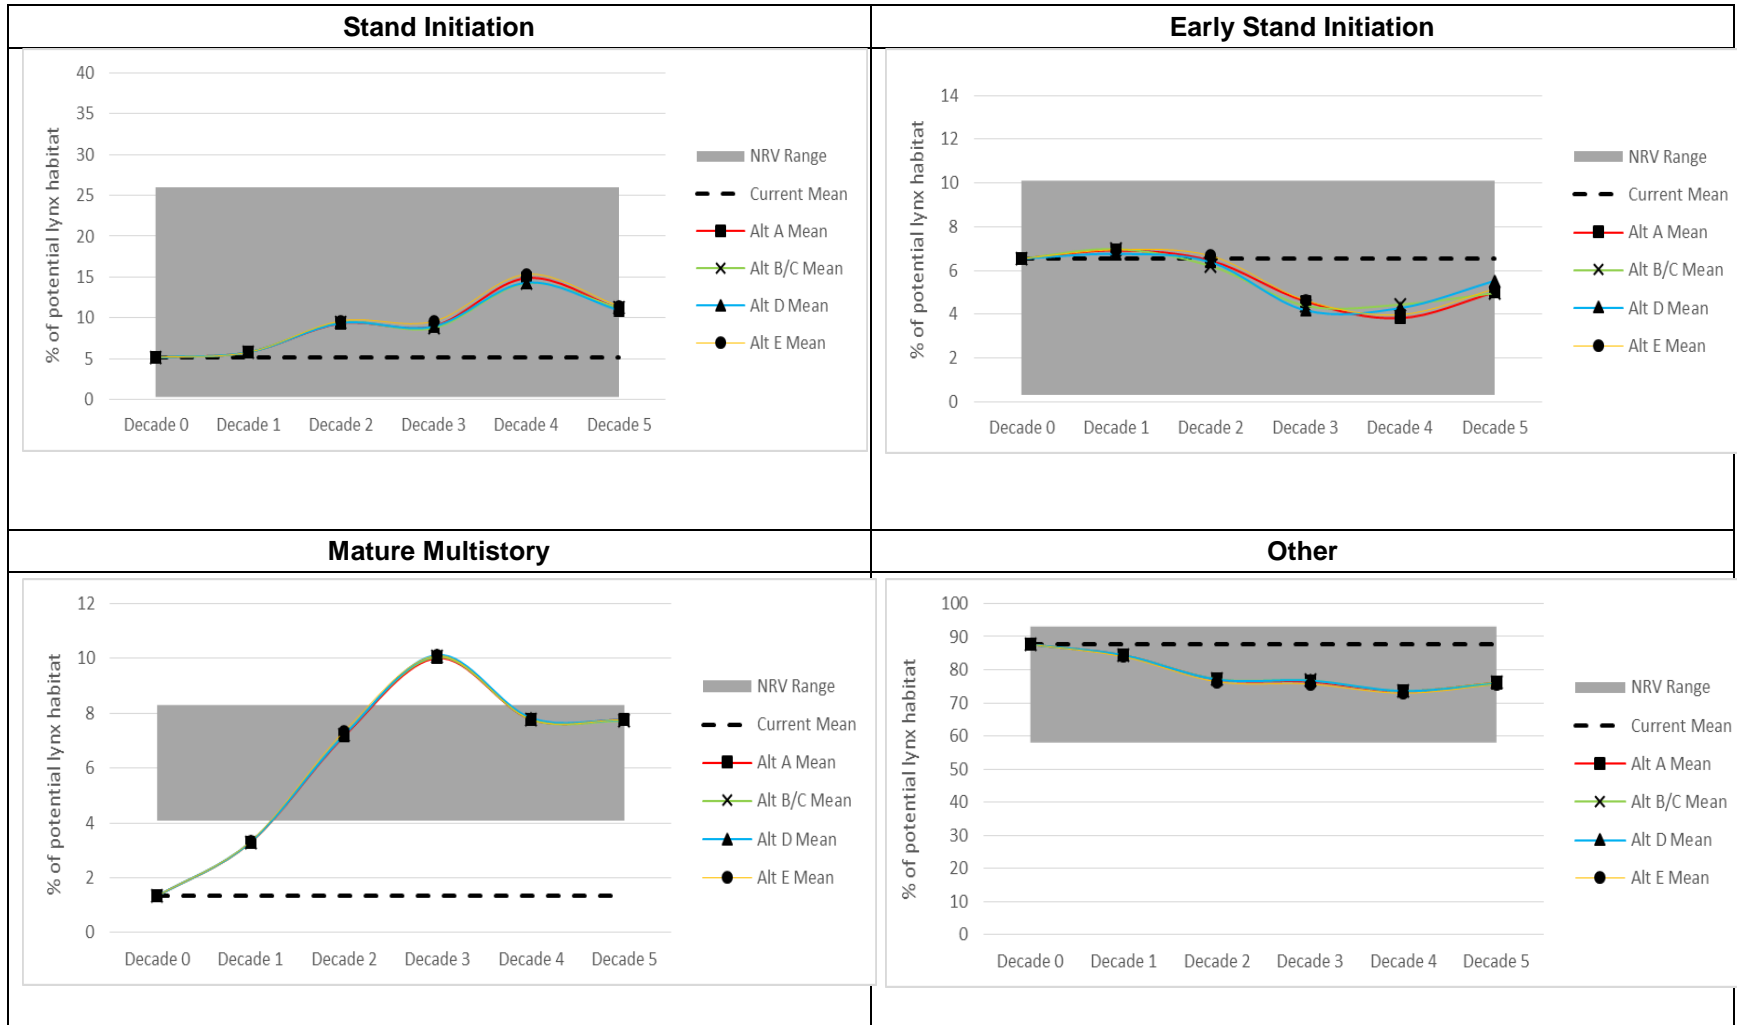 Stand Initiation
Early Stand Initiation
% of potential lynx habitat
40
35
30
25
20
15
10
5
0
Decade 0
Decade 1
Decade 2
Decade 3
Decade 4
Decade 5
NRV Range
Current Mean
Alt A Mean
Alt B/C Mean
Alt D Mean
Alt E Mean
% of potential lynx habitat
14
12
10
8
6
4
2
0
Decade 0
Decade 1
Decade 2
Decade 3
Decade 4
Decade 5
NRV Range
Current Mean
Alt A Mean
Alt B/C Mean
Alt D Mean
Alt E Mean
Mature Multistory
Other
% of potential lynx habitat
12
10
8
6
4
2
0
Decade 0
Decade 1
Decade 2
Decade 3
Decade 4
Decade 5
NRV Range
Current Mean
Alt A Mean
Alt B/C Mean
Alt D Mean
Alt E Mean
% of potential lynx habitat
100
90
80
70
60
50
40
30
20
10
0
Decade 0
Decade 1
Decade 2
Decade 3
Decade 4
Decade 5
NRV Range
Current Mean
Alt A Mean
Alt B/C Mean
Alt D Mean
Alt E Mean